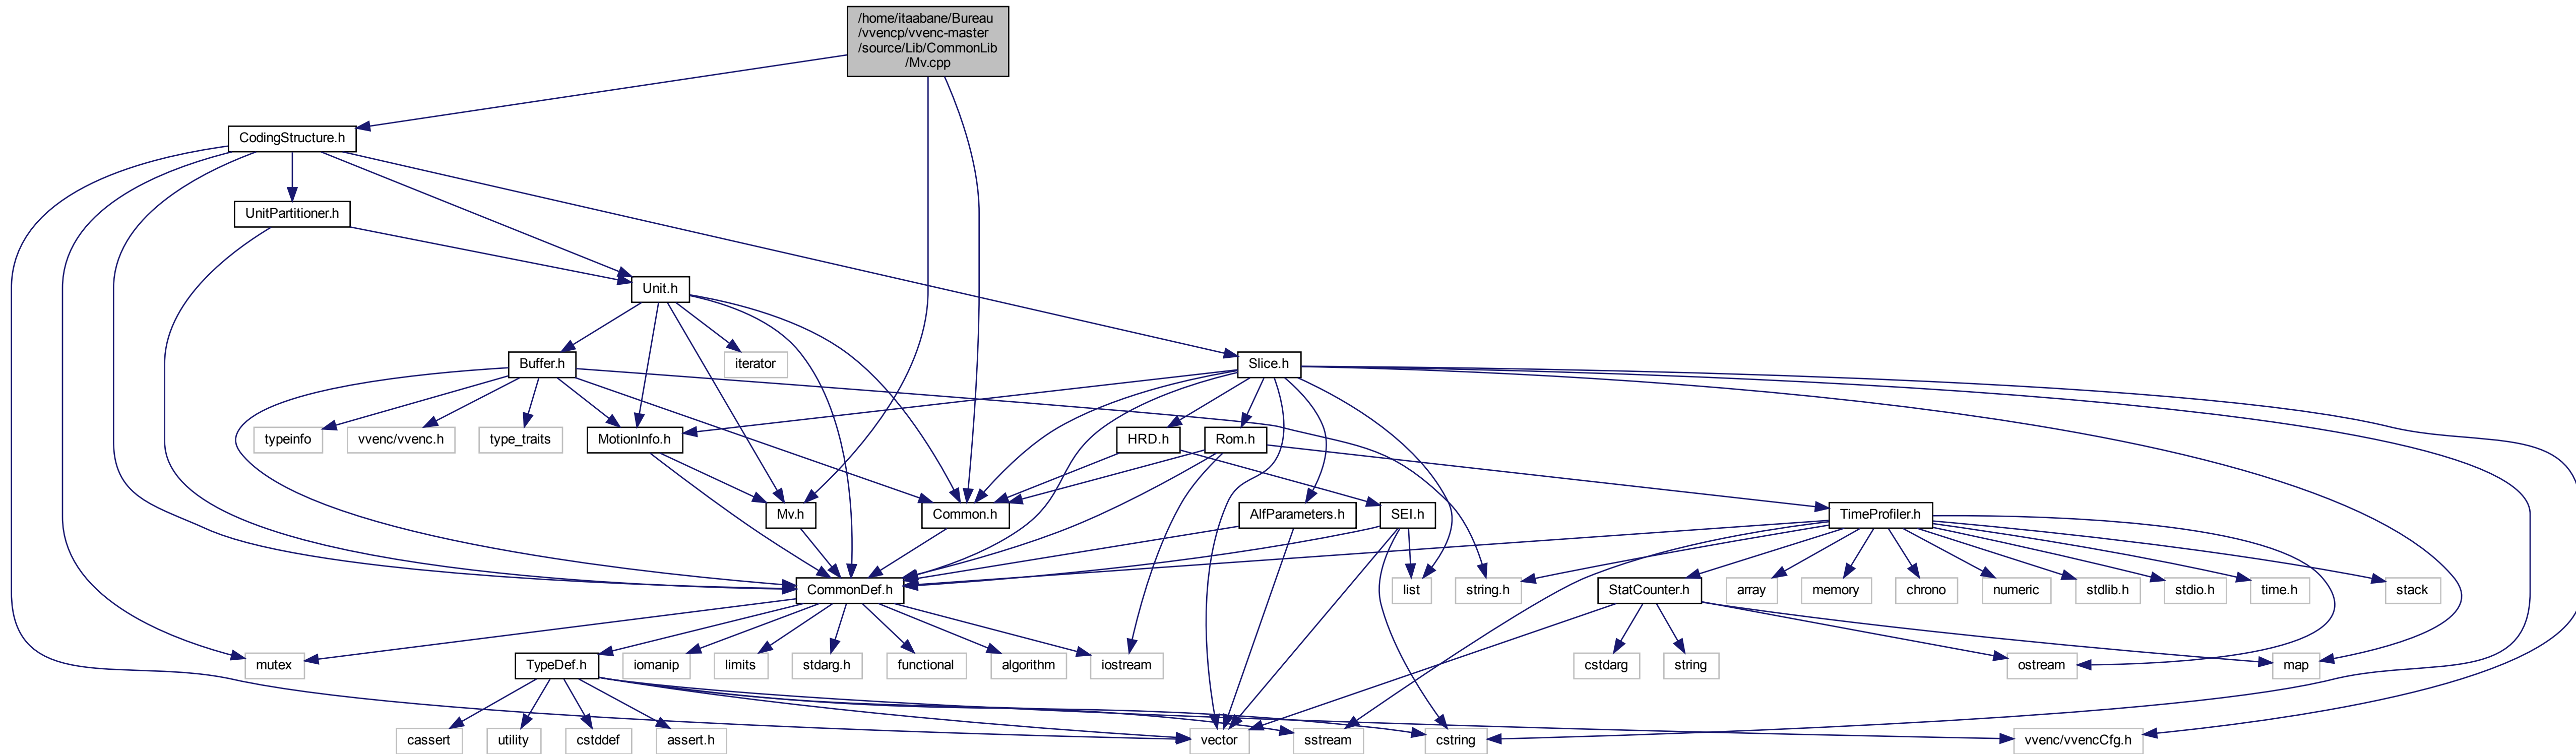 /home/itaabane/Bureau
/vvencp/vvenc-master
/source/Lib/CommonLib
/Mv.cpp
CodingStructure.h
UnitPartitioner.h
Unit.h
Buffer.h
iterator
Slice.h
typeinfo
vvenc/vvenc.h
type_traits
MotionInfo.h
HRD.h
Rom.h
Mv.h
Common.h
AlfParameters.h
SEI.h
TimeProfiler.h
CommonDef.h
list
string.h
StatCounter.h
array
memory
chrono
numeric
stdlib.h
stdio.h
time.h
stack
mutex
TypeDef.h
iomanip
limits
stdarg.h
functional
algorithm
iostream
cstdarg
string
ostream
map
cassert
utility
cstddef
assert.h
vector
sstream
cstring
vvenc/vvencCfg.h